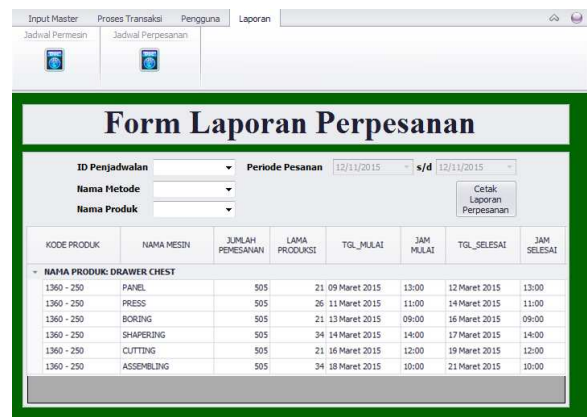 Input Master Proses Transaksi Pengguna Laporan
Jadwal Permesin Jadwal Perpesanan
Form Laporan Perpesanan
ID Penjadwalan Periode Pesanan 12/11/2015 s/d 12/11/2015
Nama Metode
Nama Produk
Cetak
Laporan
Perpesanan
KODE PRODUK NAMA MESIN JUMLAH PEMESANAN LAMA PRODUKSI TGL_MULAI JAM MULAI TGL_SELESAI JAM SELESAI
NAMA PRODUK: DRAWER CHEST
1360 - 250 PANEL 505 21 09 Maret 2015 13:00 12 Maret 2015 13:00
1360 - 250 PRESS 505 26 11 Maret 2015 11:00 14 Maret 2015 11:00
1360 - 250 BORING 505 21 13 Maret 2015 09:00 16 Maret 2015 09:00
1360 - 250 SHAPERING 505 34 14 Maret 2015 14:00 17 Maret 2015 14:00
1360 - 250 CUTTING 505 21 16 Maret 2015 12:00 19 Maret 2015 12:00
1360 - 250 ASSEMBLING 505 34 18 Maret 2015 10:00 21 Maret 2015 10:00